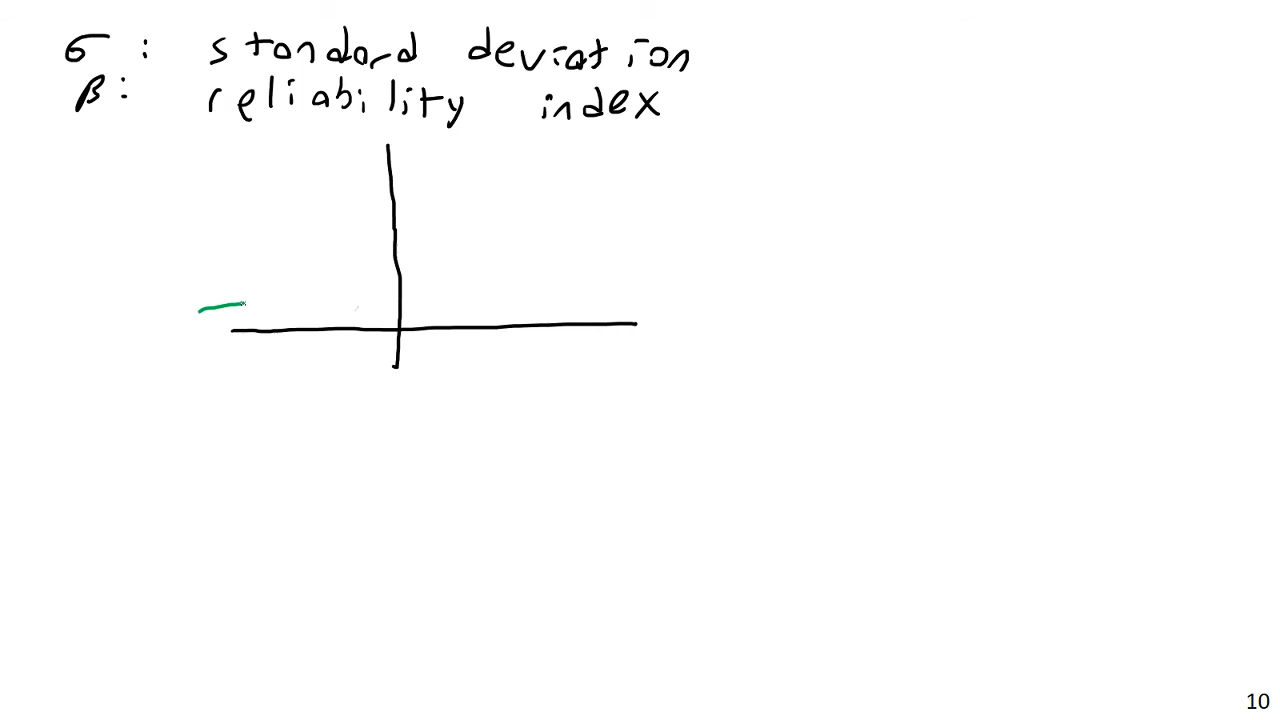 σ : standard deviation
β : reliability index
10